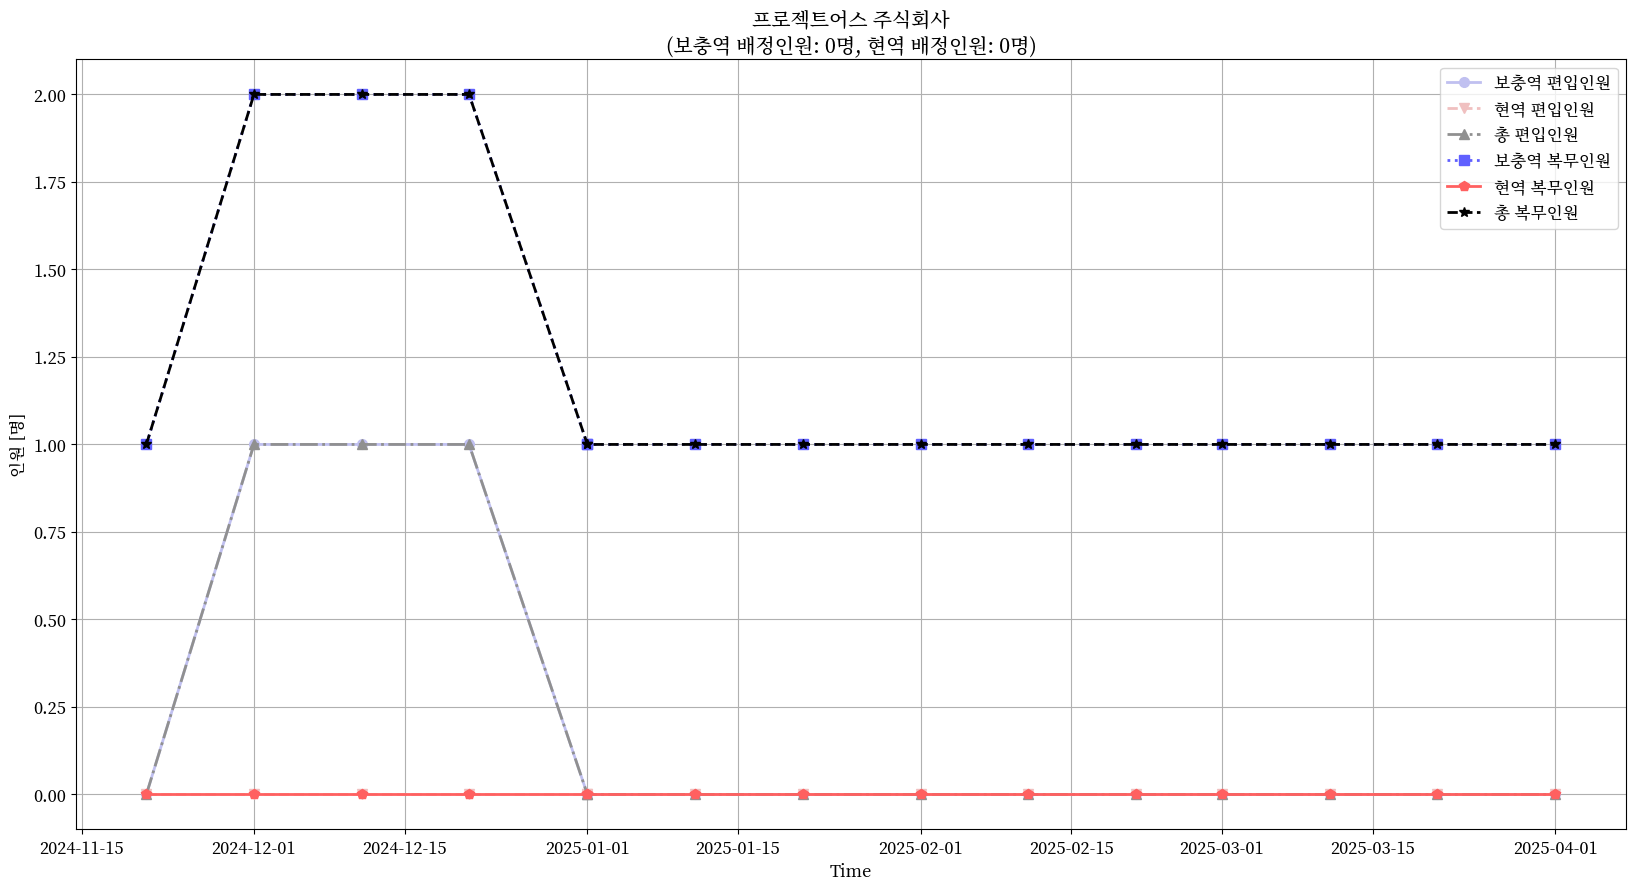 프로젝트어스 주식회사
(보충역 배정인원: 0명, 현역 배정인원: 0명)
보충역 편입인원
현역 편입인원
총 편입인원
보충역 복무인원
현역 복무인원
총 복무인원
인원 [명]
2.00
1.75
1.50
1.25
1.00
0.75
0.50
0.25
0.00
2024-11-15 2024-12-01 2024-12-15 2025-01-01 2025-01-15 2025-02-01 2025-02-15 2025-03-01 2025-03-15 2025-04-01
Time